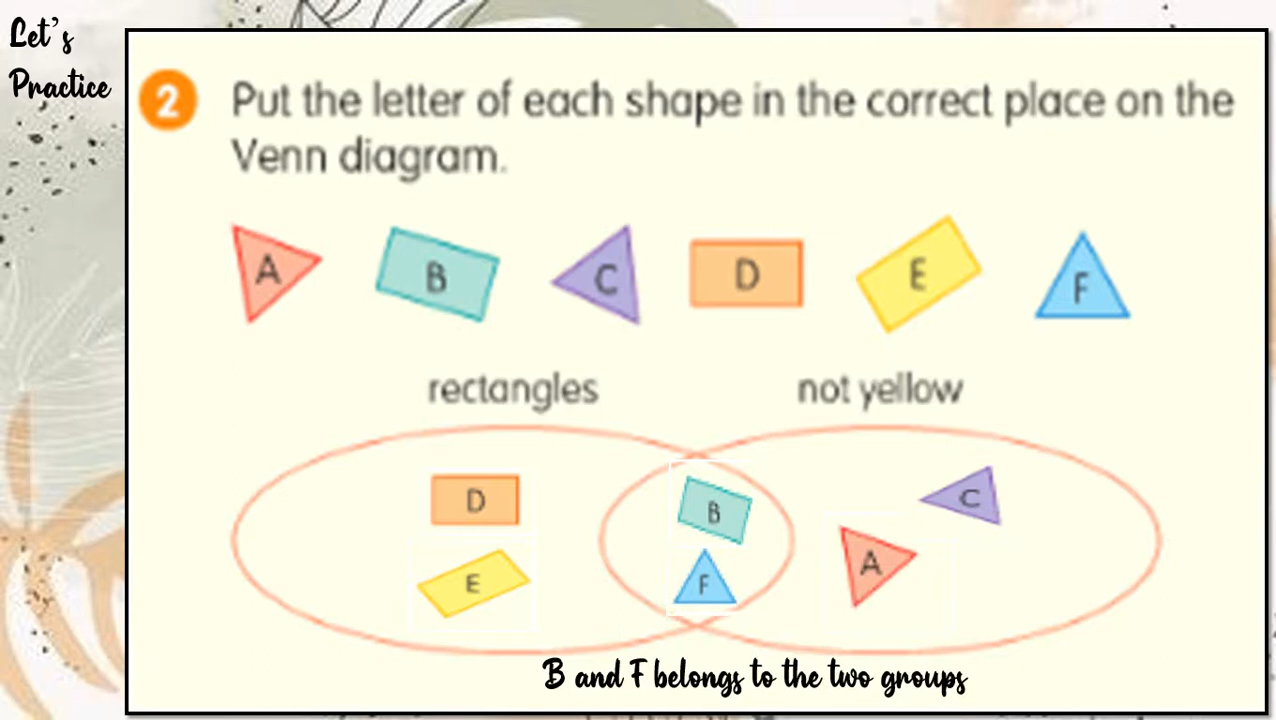 Let's
Practice
2 Put the letter of each shape in the correct place on the
Venn diagram.
A B C D E F
rectangles not yellow
D B C
E F A
B and F belongs to the two groups